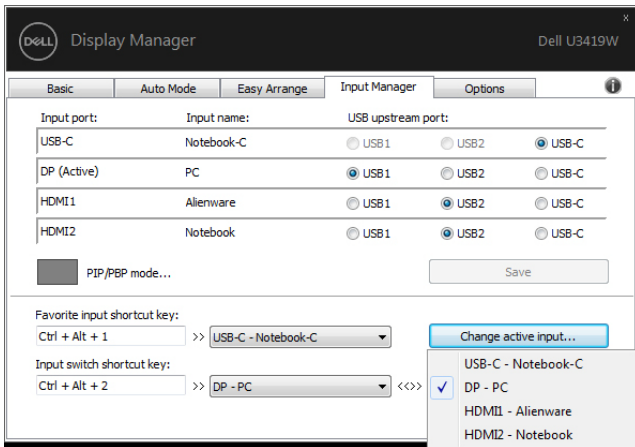 DELL Display Manager Dell U3419W
x
Basic Auto Mode Easy Arrange Input Manager Options i
Input port: Input name: USB upstream port:
USB-C Notebook-C USB1 USB2 USB-C
DP (Active) PC USB1 USB2 USB-C
HDMI1 Alienware USB1 USB2 USB-C
HDMI2 Notebook USB1 USB2 USB-C
PIP/PBP mode... Save
Favorite input shortcut key:
Ctrl + Alt + 1 >> USB-C - Notebook-C Change active input...
Input switch shortcut key:
Ctrl + Alt + 2 >> DP - PC <<>>
USB-C - Notebook-C
DP - PC
HDMI1 - Alienware
HDMI2 - Notebook